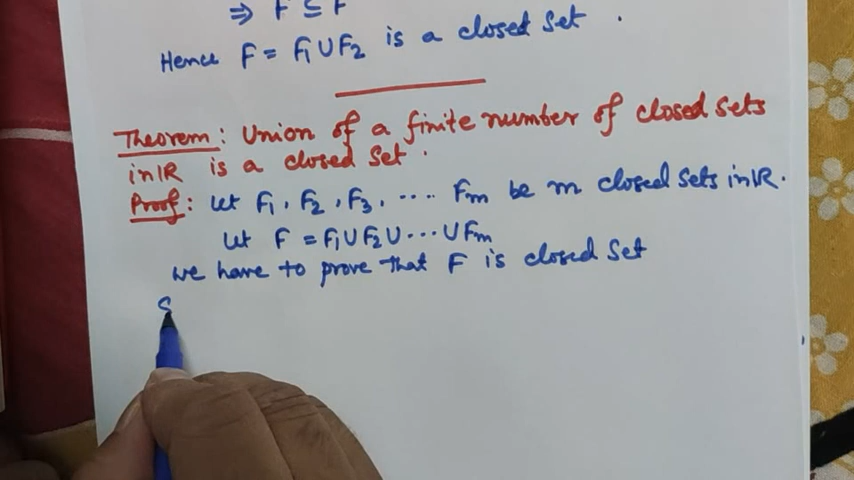 ⇒ F' ⊆ F
Hence F = F₁ ∪ F₂ is a closed set .
Theorem : Union of a finite number of closed sets
in IR is a closed set .
Proof : Let F₁ , F₂ , F₃ , .... Fm be m closed sets in IR .
Let F = F₁ ∪ F₂ ∪ ... ∪ Fm
we have to prove that F is closed set
S